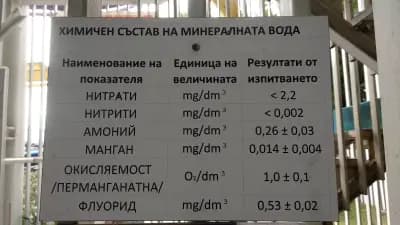 ХИМИЧЕН СЪСТАВ НА МИНЕРАЛНАТА ВОДА
Наименование на показателя Единица на величината Резултати от изпитването
НИТРАТИ mg/dm³ < 2,2
НИТРИТИ mg/dm³ < 0,002
АМОНИЙ mg/dm³ 0,26 ± 0,03
МАНГАН mg/dm³ 0,014 ± 0,004
ОКИСЛЯЕМОСТ /ПЕРМАНГАНАТНА/ O₂/dm³ 1,0 ± 0,1
ФЛУОРИД mg/dm³ 0,53 ± 0,02